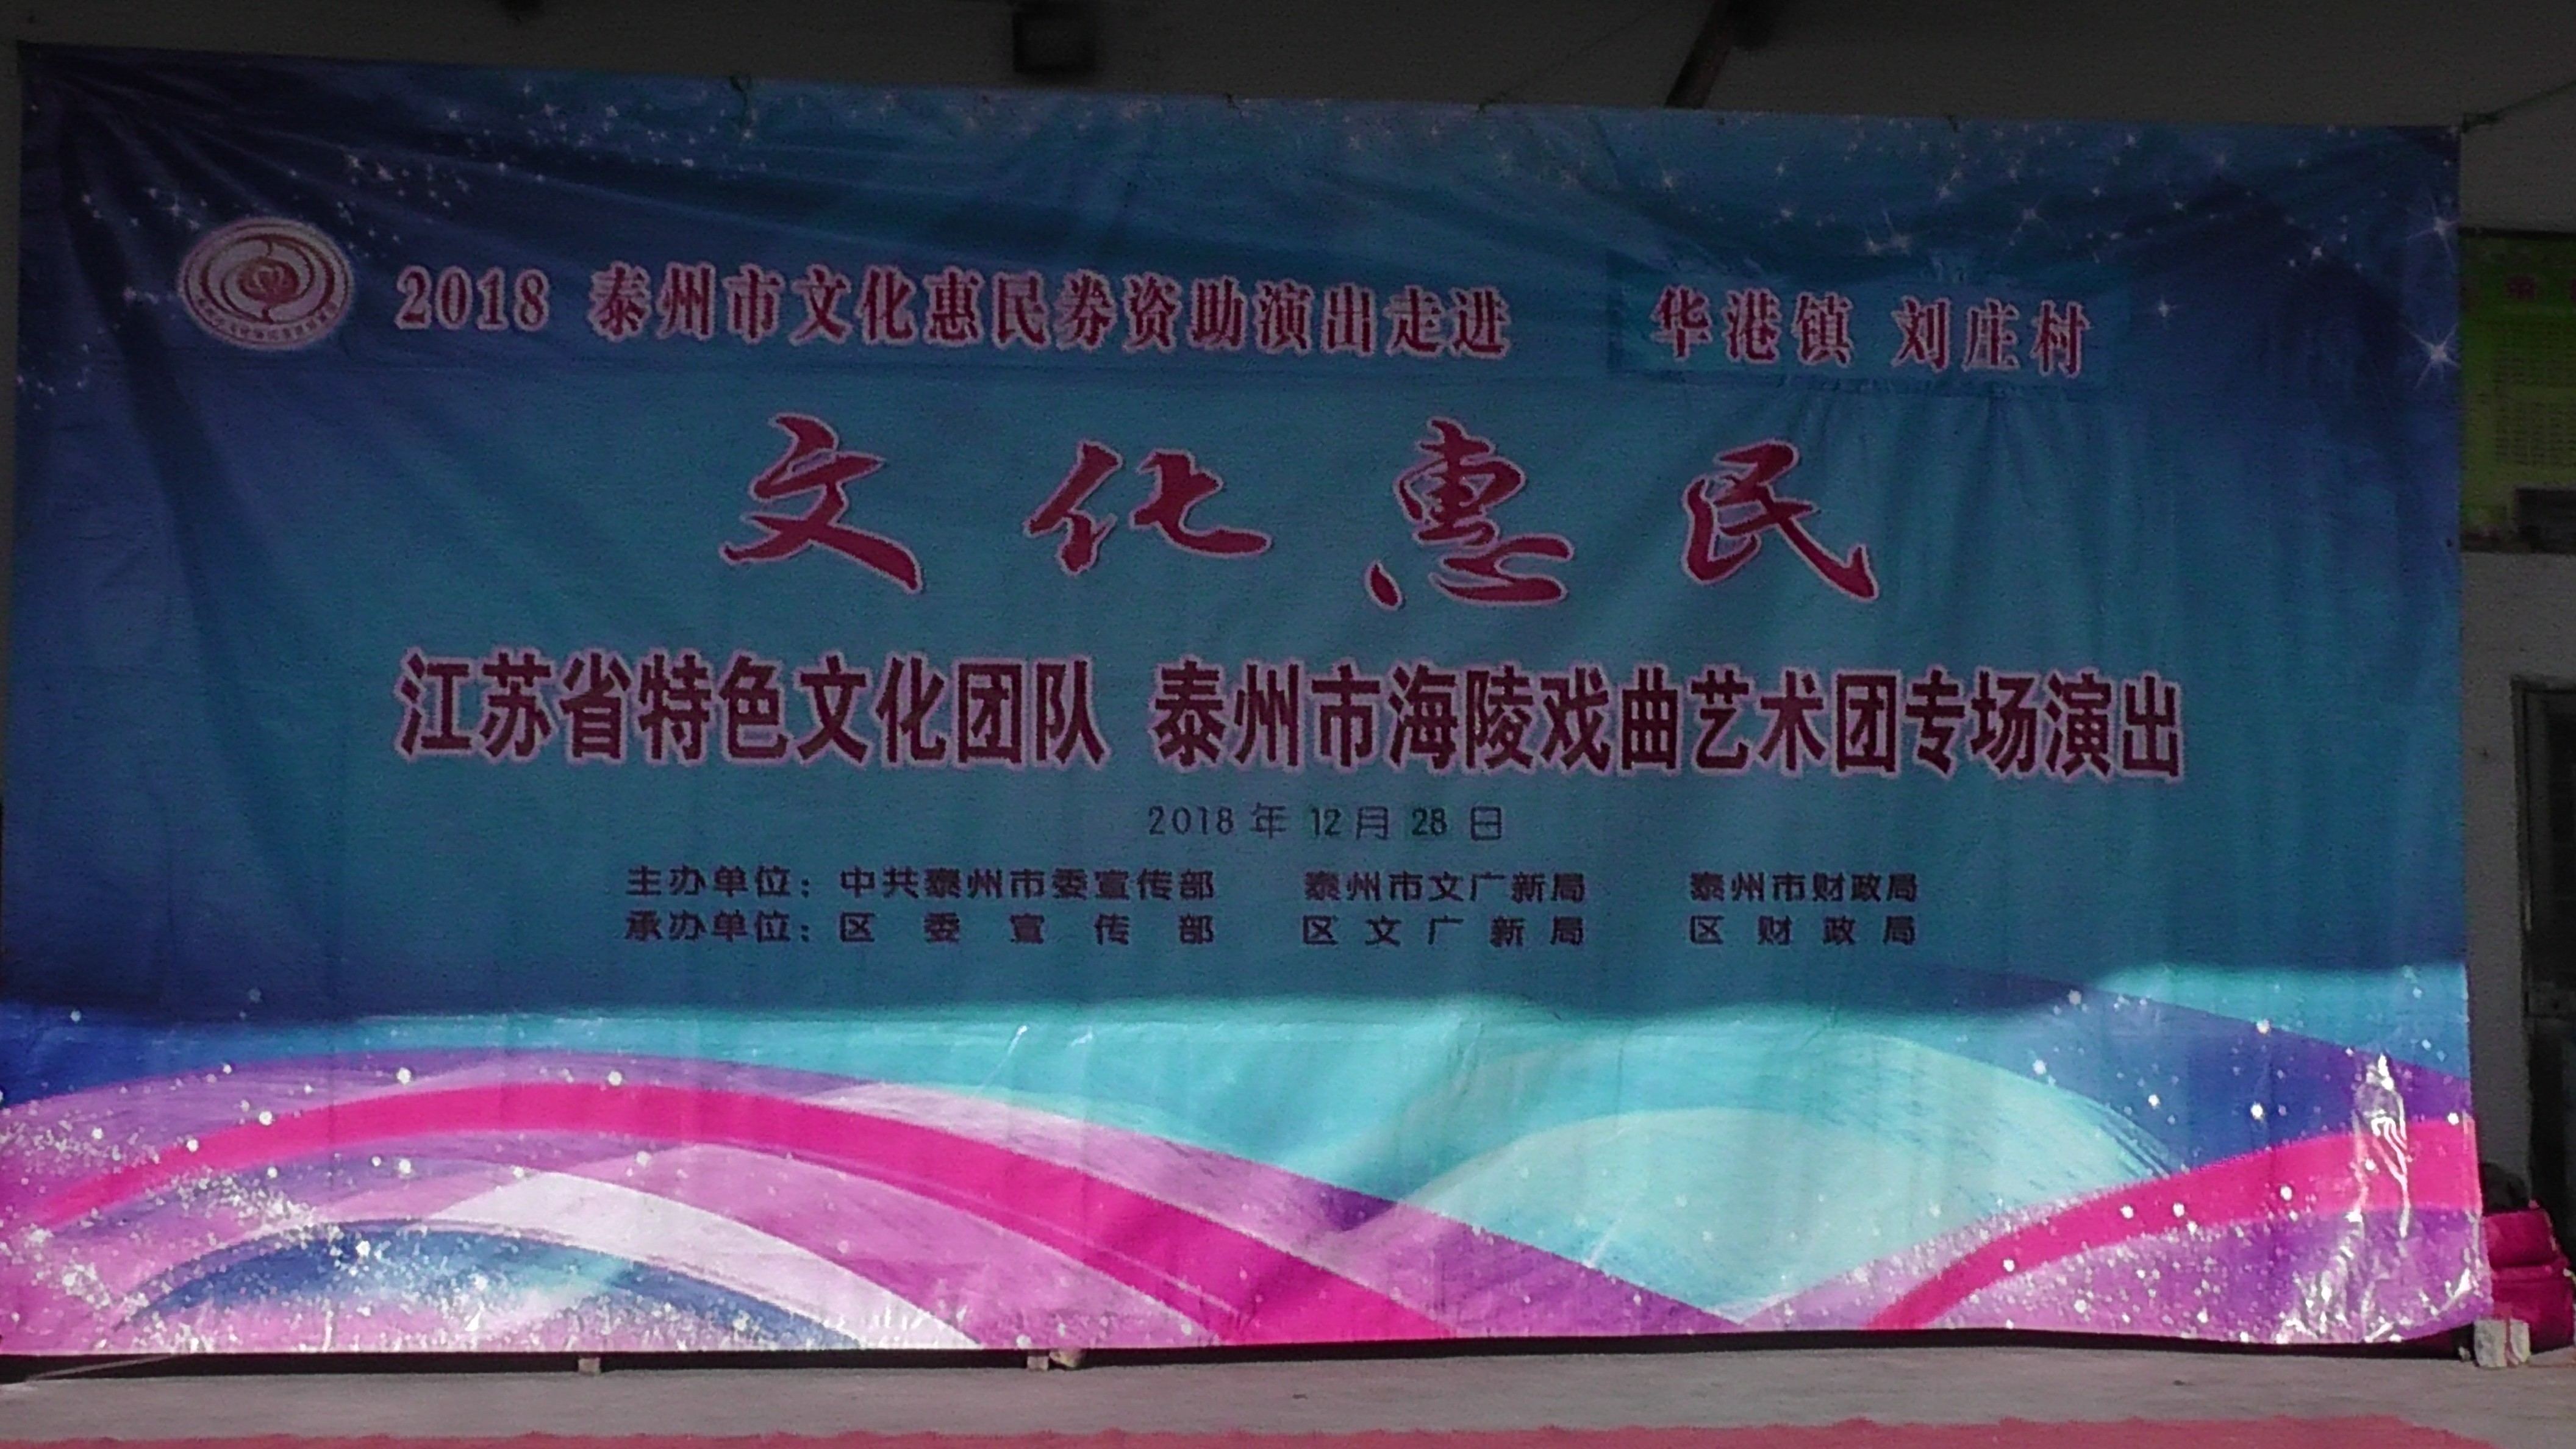 2018 泰州市文化惠民券资助演出走进 华港镇 刘庄村
文化惠民
江苏省特色文化团队 泰州市海陵戏曲艺术团专场演出
2018 年 12 月 28 日
主办单位：中共泰州市委宣传部 泰州市文广新局 泰州市财政局
承办单位：区委宣传部 区文广新局 区财政局